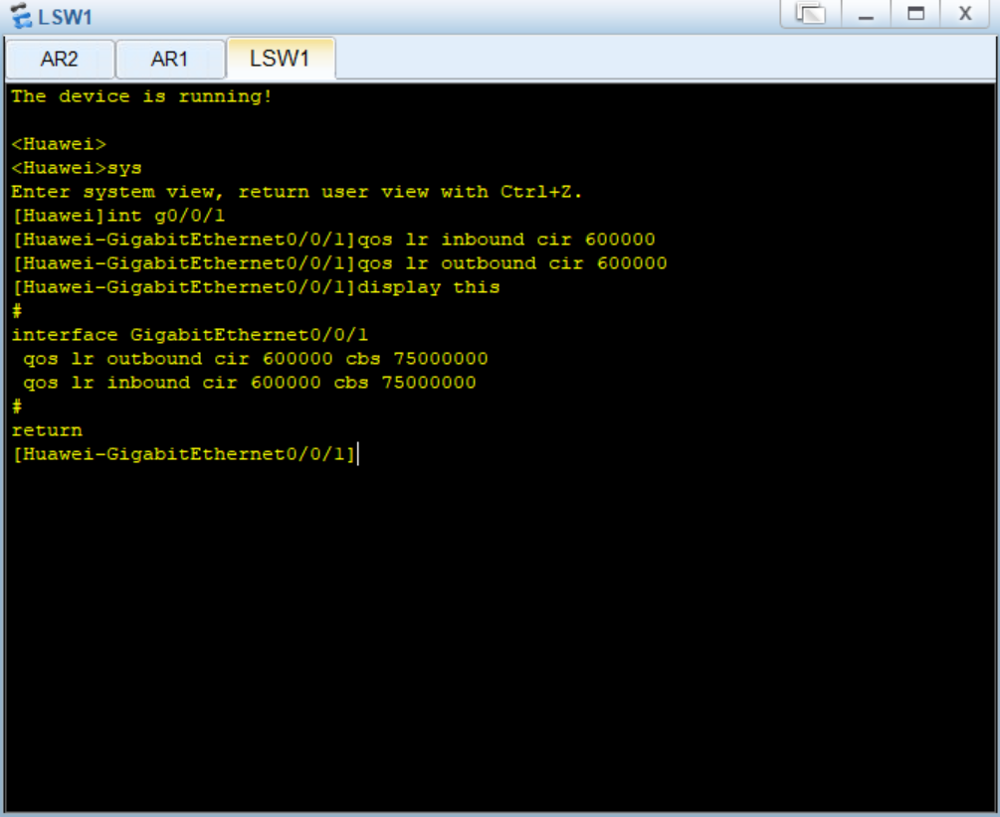 LSW1
AR2 AR1 LSW1
The device is running!
<Huawei>
<Huawei>sys
Enter system view, return user view with Ctrl+Z.
[Huawei]int g0/0/1
[Huawei-GigabitEthernet0/0/1]qos lr inbound cir 600000
[Huawei-GigabitEthernet0/0/1]qos lr outbound cir 600000
[Huawei-GigabitEthernet0/0/1]display this
#
interface GigabitEthernet0/0/1
 qos lr outbound cir 600000 cbs 75000000
 qos lr inbound cir 600000 cbs 75000000
#
return
[Huawei-GigabitEthernet0/0/1]